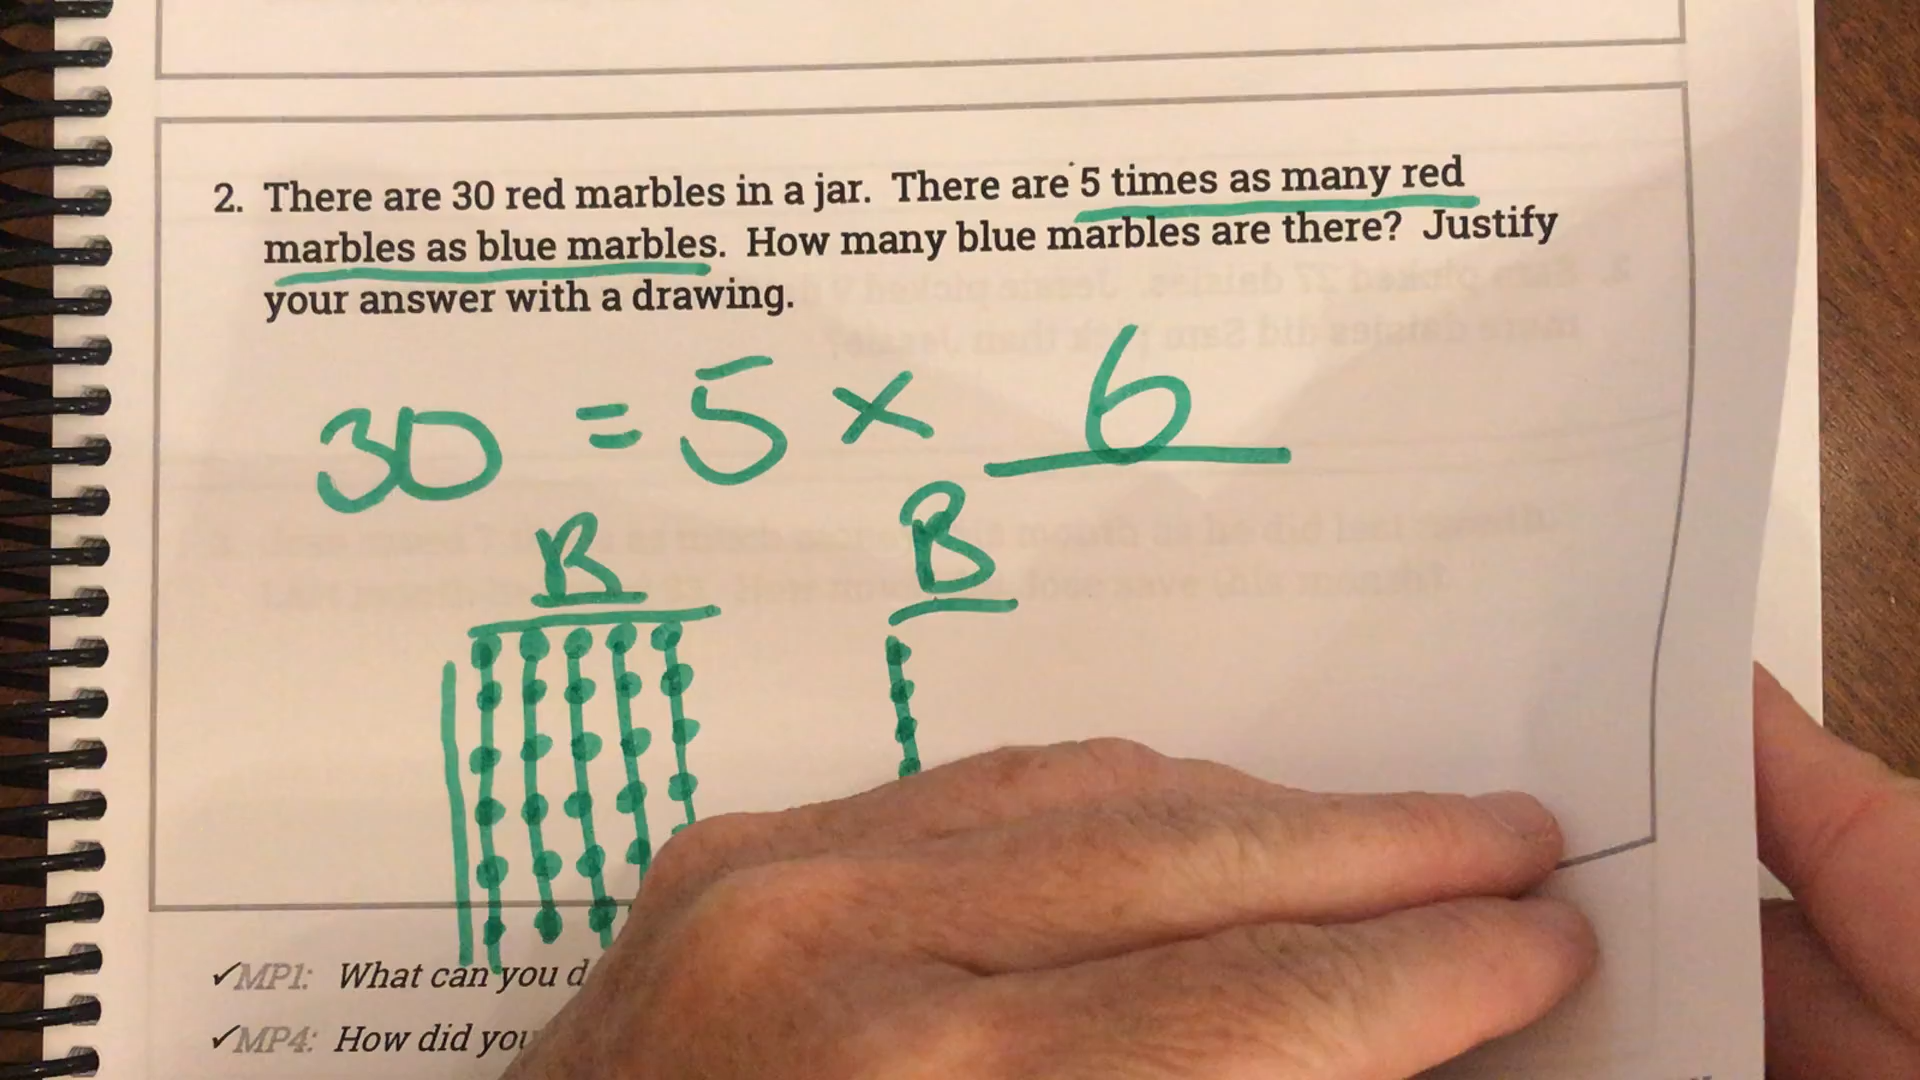 2. There are 30 red marbles in a jar. There are 5 times as many red
marbles as blue marbles. How many blue marbles are there? Justify
your answer with a drawing.
30 = 5 × 6
B B
✓MP1: What can you d
✓MP4: How did you